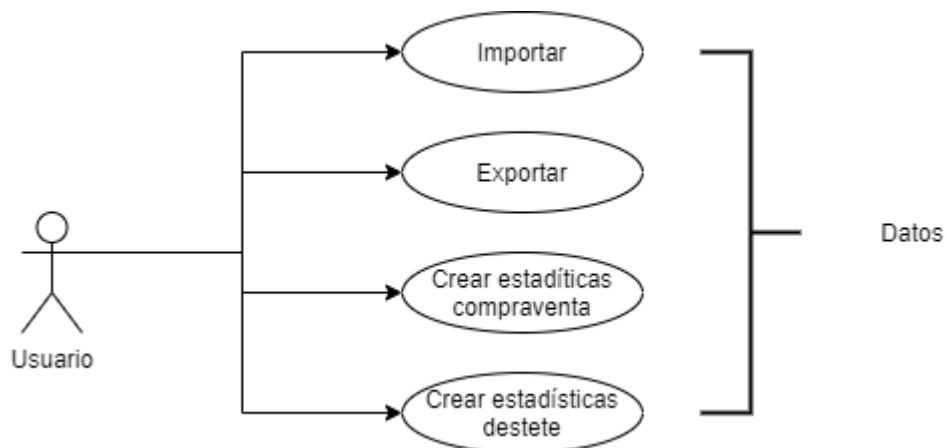 Importar
Exportar
Datos
Crear estadíticas
compraventa
Usuario
Crear estadísticas
destete